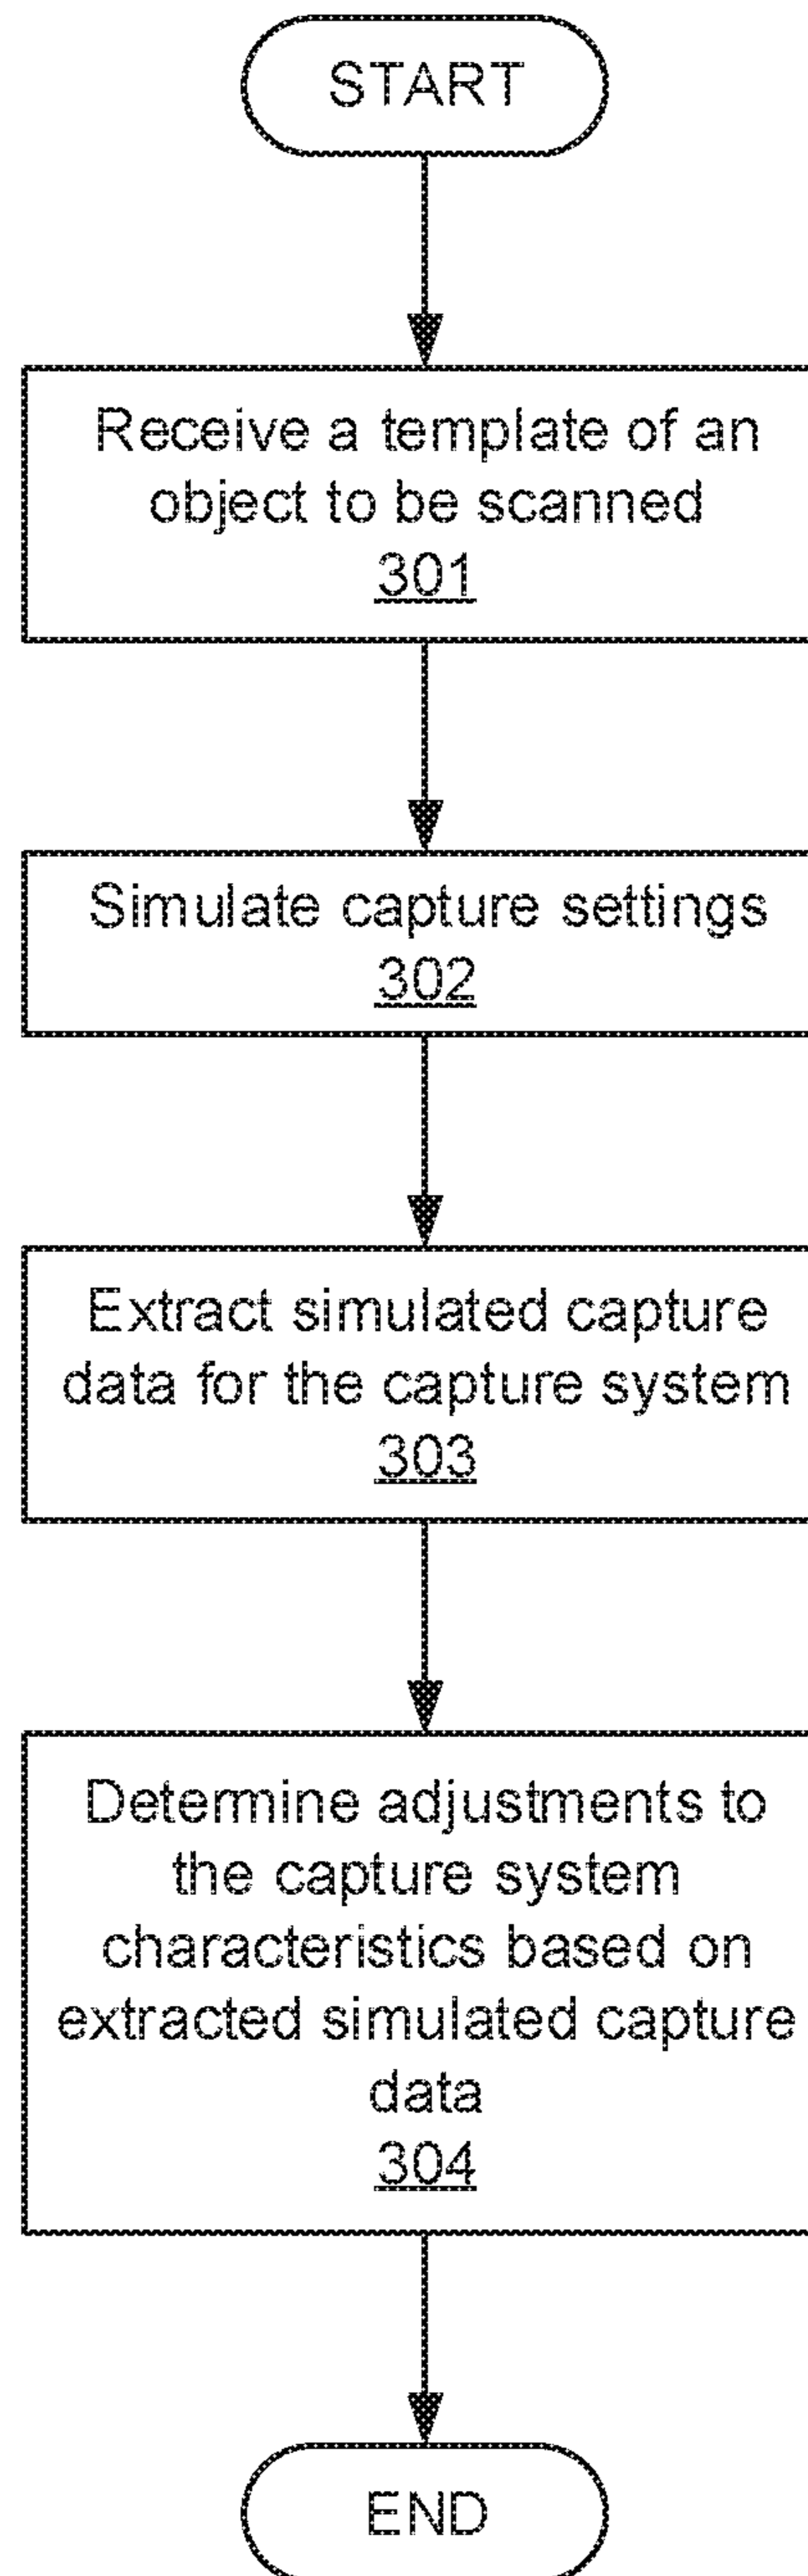 START
Receive a template of an
object to be scanned
301
Simulate capture settings
302
Extract simulated capture
data for the capture system
303
Determine adjustments to
the capture system
characteristics based on
extracted simulated capture
data
304
END